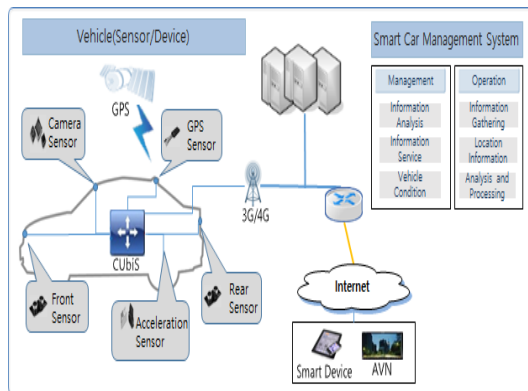 Vehicle(Sensor/Device)
Smart Car Management System
GPS
Camera
Sensor
GPS
Sensor
Management
Information
Analysis
Information
Service
Vehicle
Condition
Operation
Information
Gathering
Location
Information
Analysis and
Processing
3G/4G
CUbiS
Front
Sensor
Acceleration
Sensor
Rear
Sensor
Internet
Smart Device
AVN